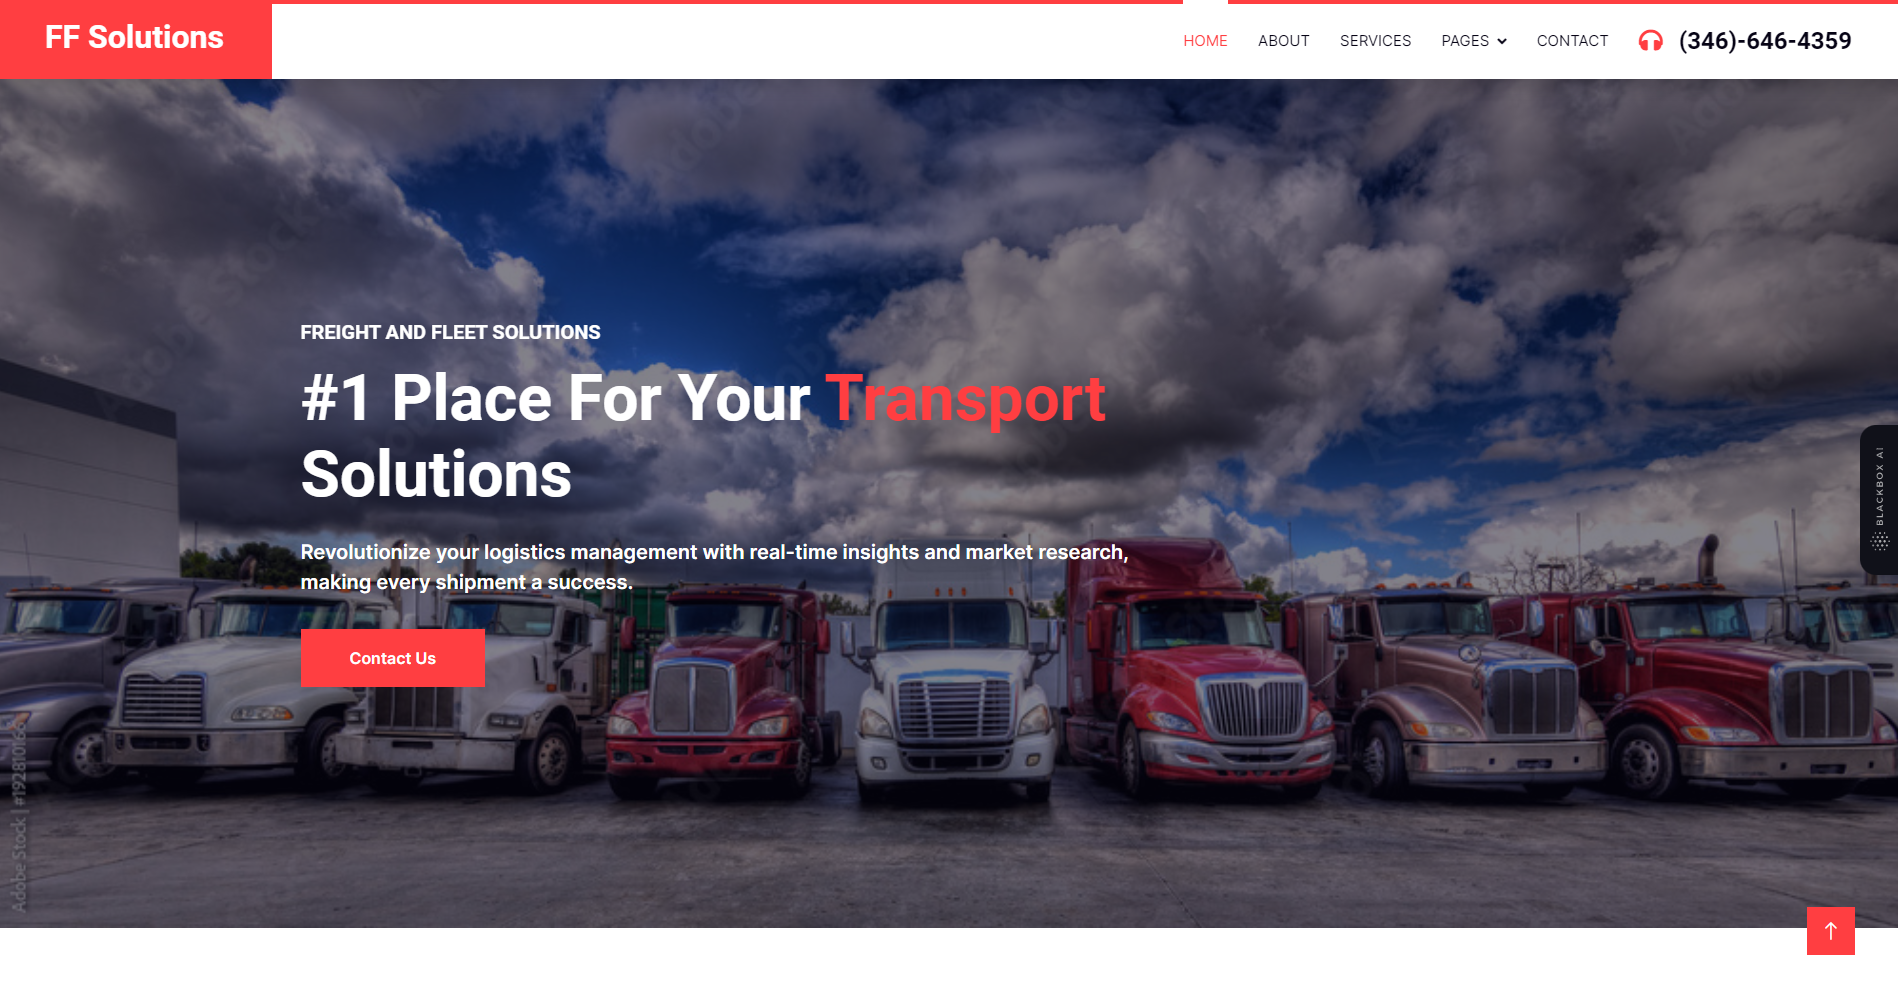 FF Solutions
HOME ABOUT SERVICES PAGES CONTACT (346)-646-4359
FREIGHT AND FLEET SOLUTIONS
#1 Place For Your Transport
Solutions
Revolutionize your logistics management with real-time insights and market research,
making every shipment a success.
Contact Us
BLACKBOX AI
Adobe Stock